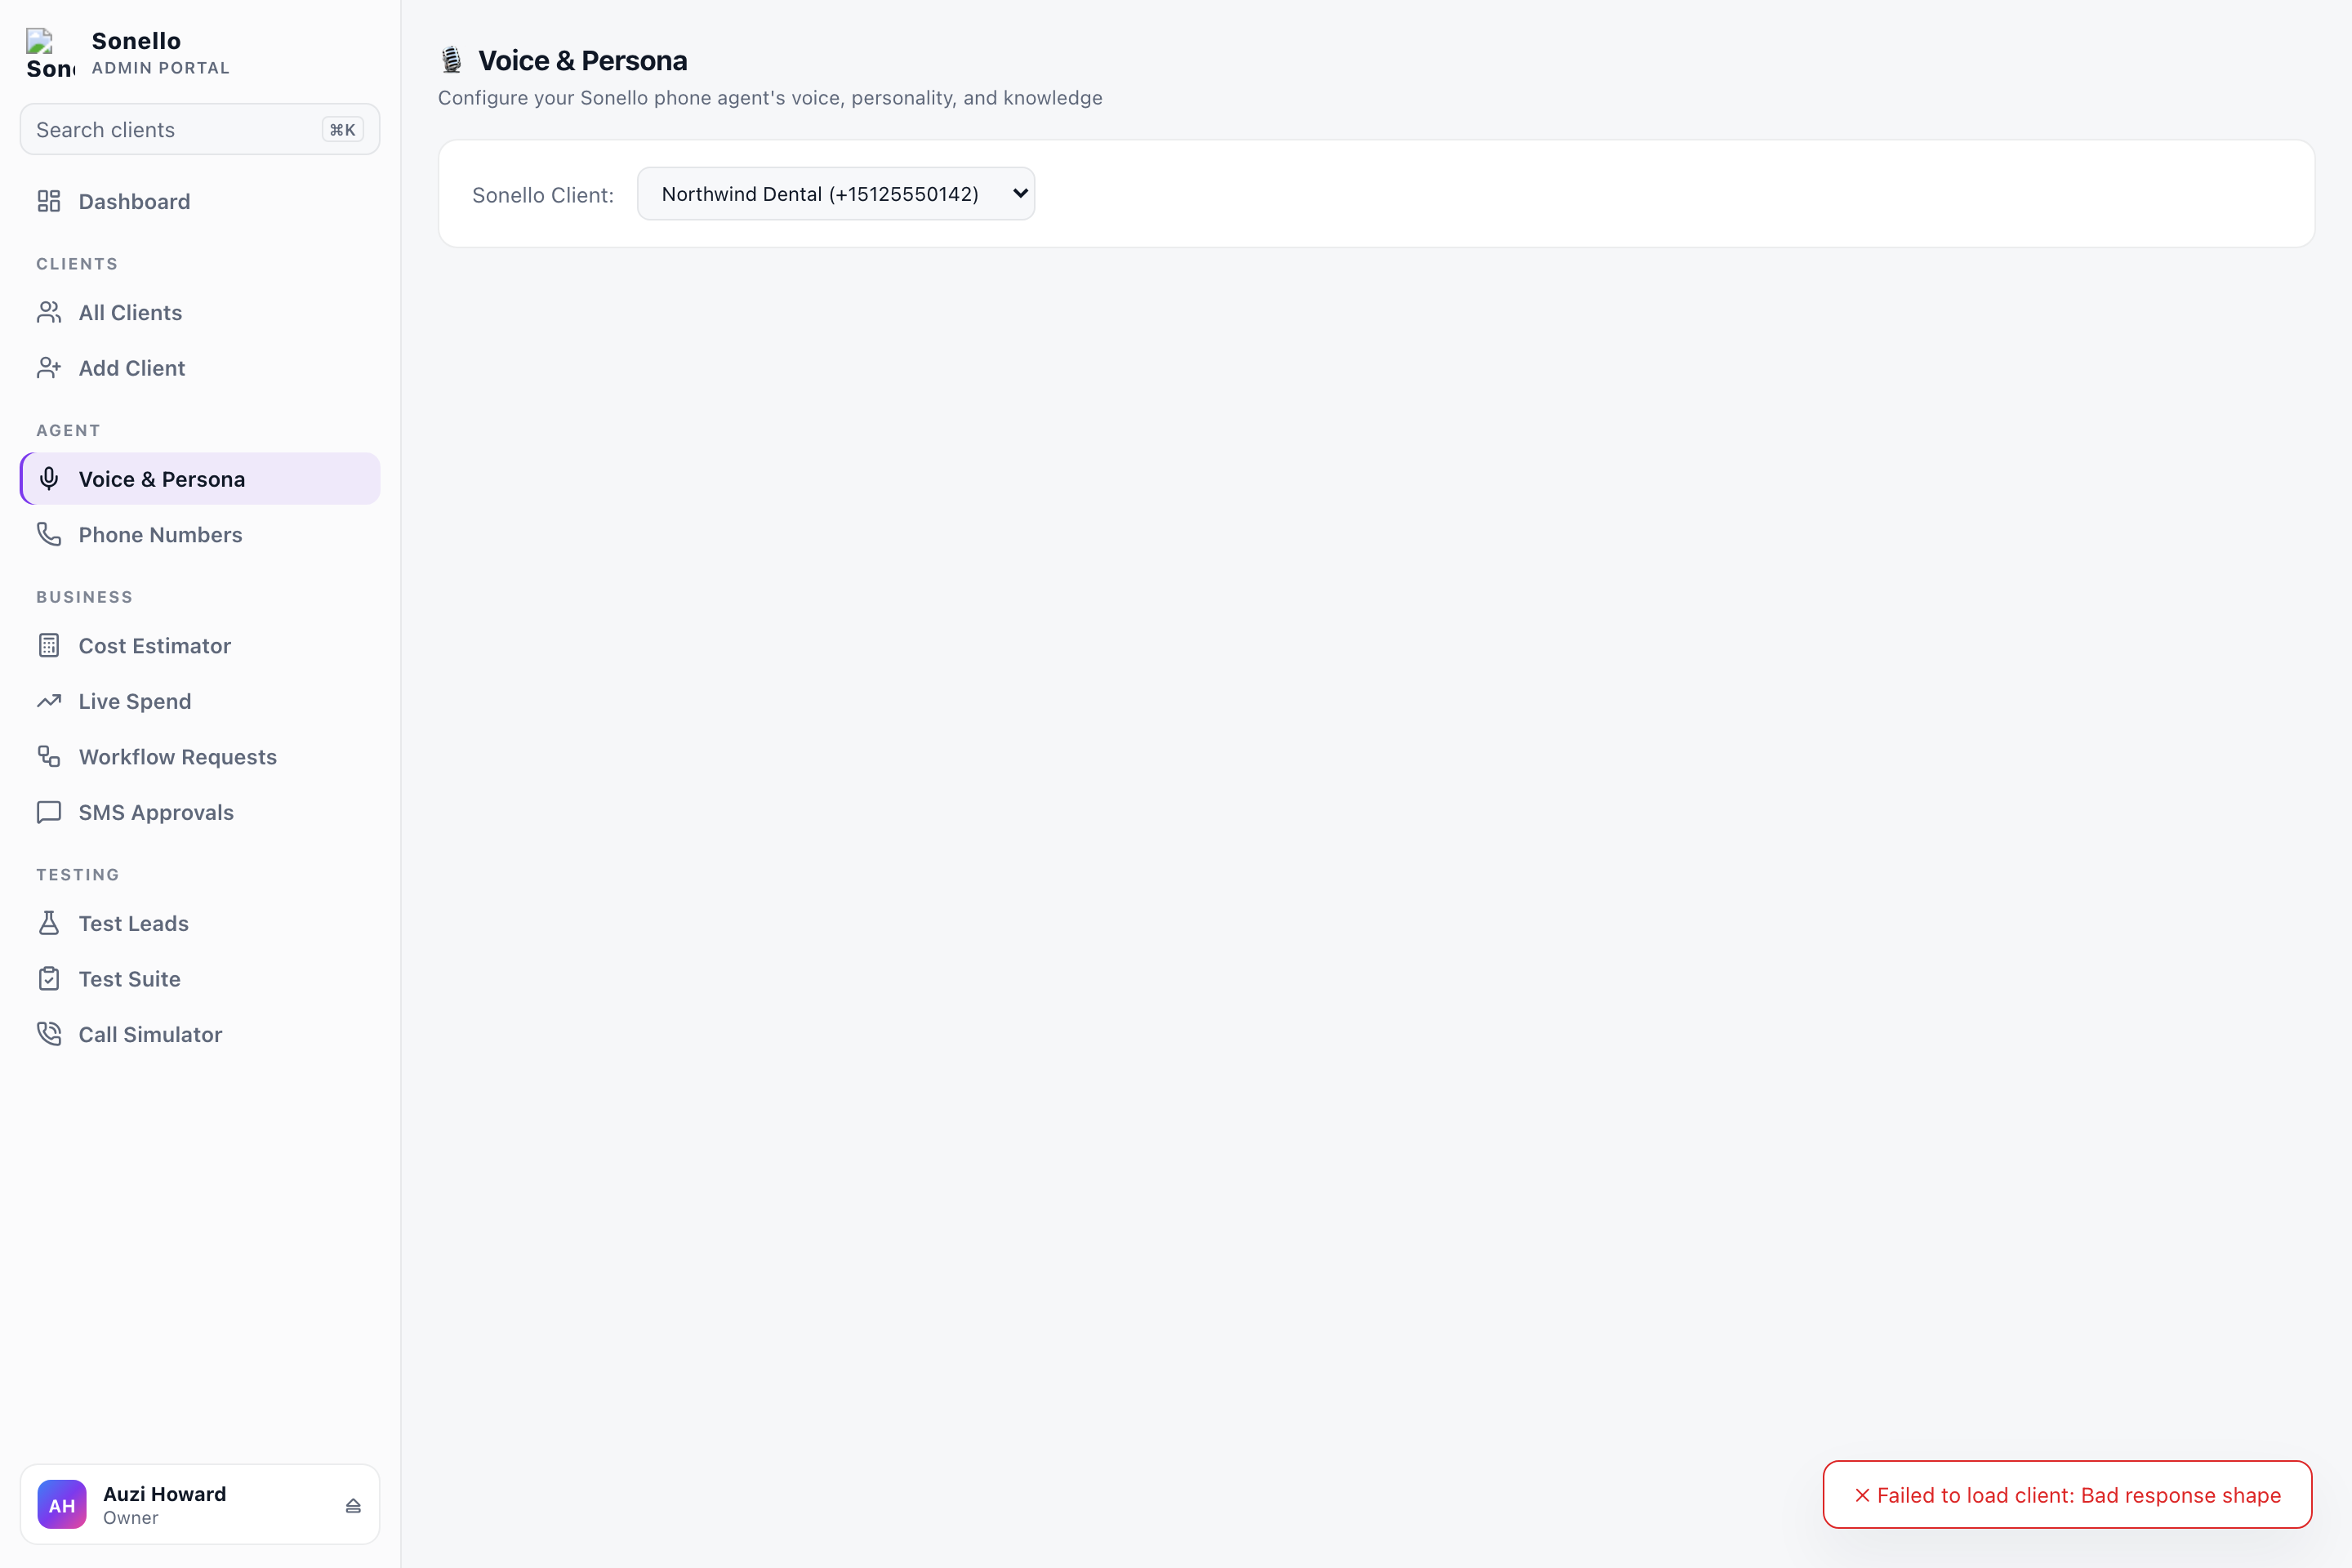 Son
Sonello
ADMIN PORTAL
Search clients ⌘K
Dashboard
CLIENTS
All Clients
Add Client
AGENT
Voice & Persona
Phone Numbers
BUSINESS
Cost Estimator
Live Spend
Workflow Requests
SMS Approvals
TESTING
Test Leads
Test Suite
Call Simulator
AH
Auzi Howard
Owner
Voice & Persona
Configure your Sonello phone agent's voice, personality, and knowledge
Sonello Client: Northwind Dental (+15125550142)
Failed to load client: Bad response shape